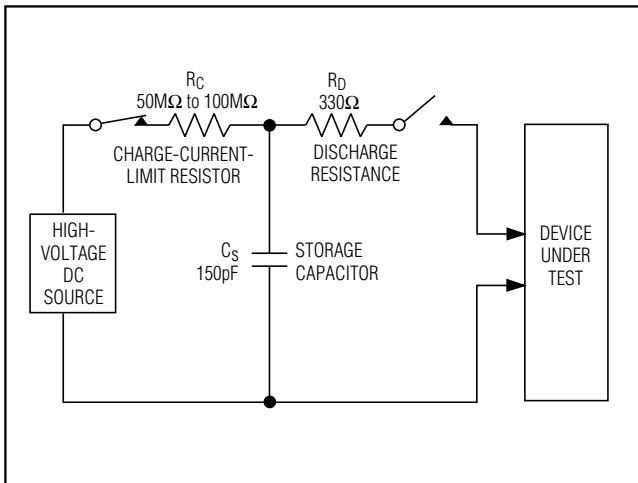 R_C
50MΩ to 100MΩ
CHARGE-CURRENT-
LIMIT RESISTOR
R_D
330Ω
DISCHARGE
RESISTANCE
HIGH-
VOLTAGE
DC
SOURCE
C_S
150pF
STORAGE
CAPACITOR
DEVICE
UNDER
TEST